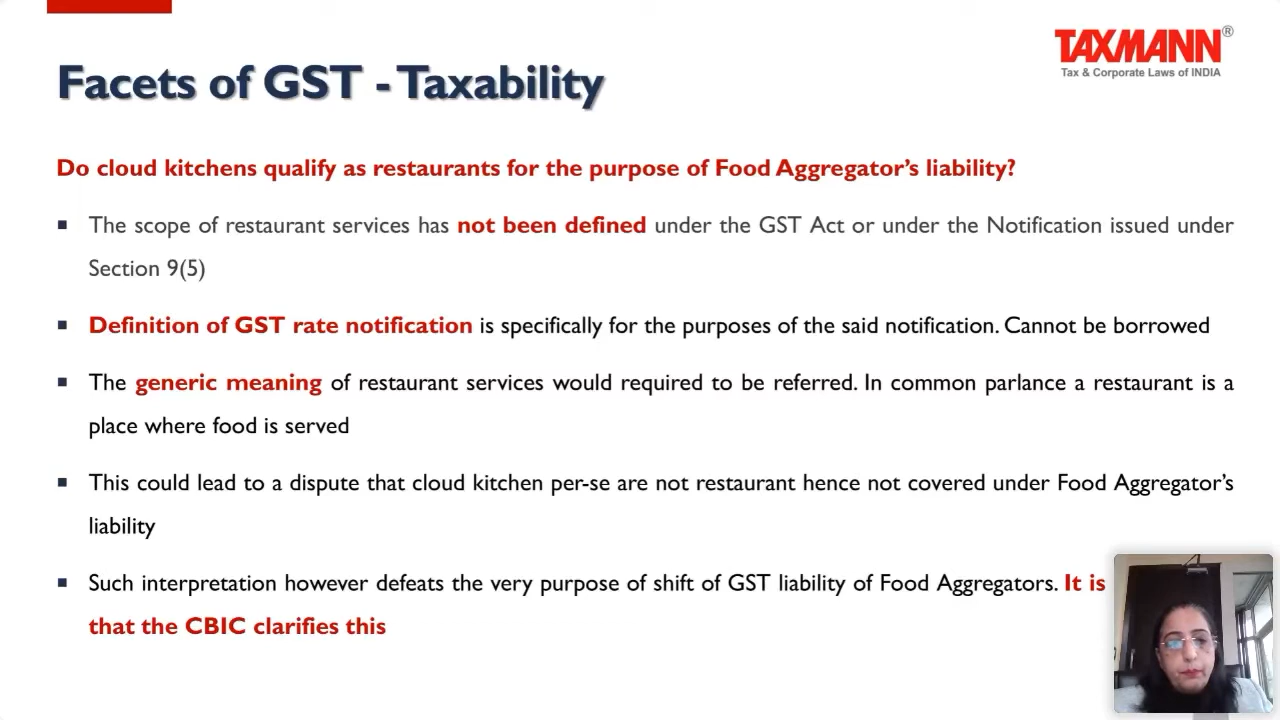 TAXMANN®
Tax & Corporate Laws of INDIA
Facets of GST - Taxability
Do cloud kitchens qualify as restaurants for the purpose of Food Aggregator’s liability?
▪ The scope of restaurant services has not been defined under the GST Act or under the Notification issued under
Section 9(5)
▪ Definition of GST rate notification is specifically for the purposes of the said notification. Cannot be borrowed
▪ The generic meaning of restaurant services would required to be referred. In common parlance a restaurant is a
place where food is served
▪ This could lead to a dispute that cloud kitchen per-se are not restaurant hence not covered under Food Aggregator’s
liability
▪ Such interpretation however defeats the very purpose of shift of GST liability of Food Aggregators. It is
that the CBIC clarifies this